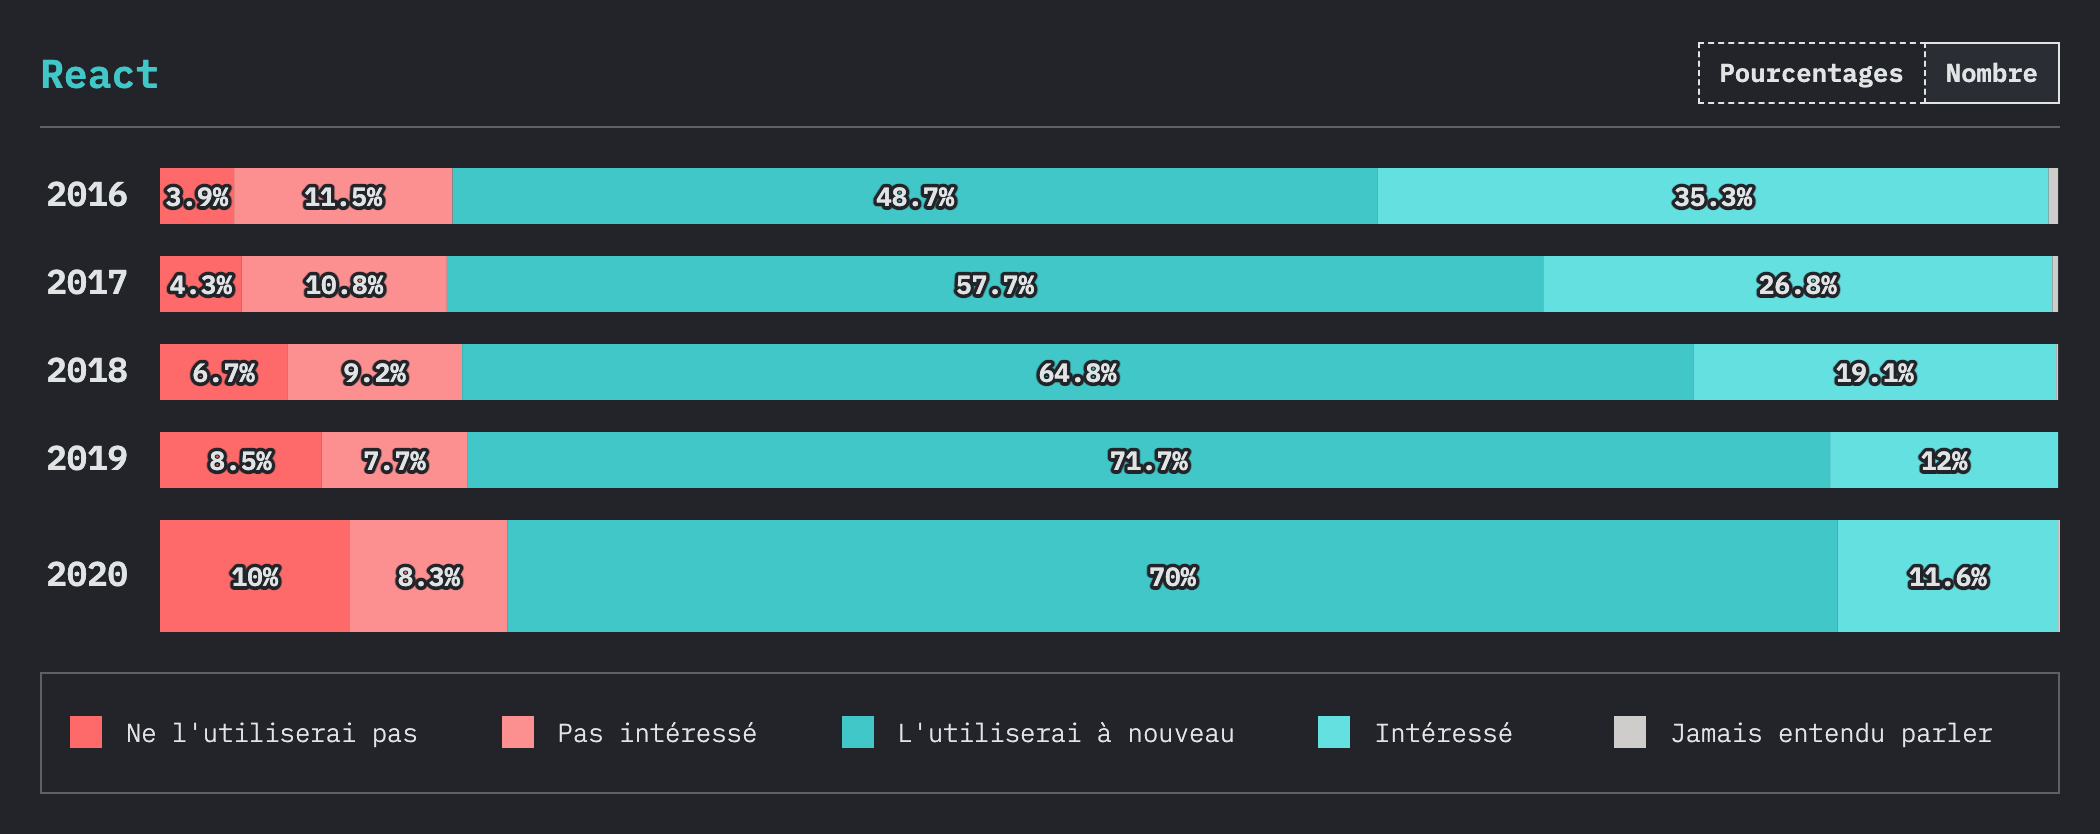 React
Pourcentages Nombre
2016 3.9% 11.5% 48.7% 35.3%
2017 4.3% 10.8% 57.7% 26.8%
2018 6.7% 9.2% 64.8% 19.1%
2019 8.5% 7.7% 71.7% 12%
2020 10% 8.3% 70% 11.6%
Ne l'utiliserai pas Pas intéressé L'utiliserai à nouveau Intéressé Jamais entendu parler